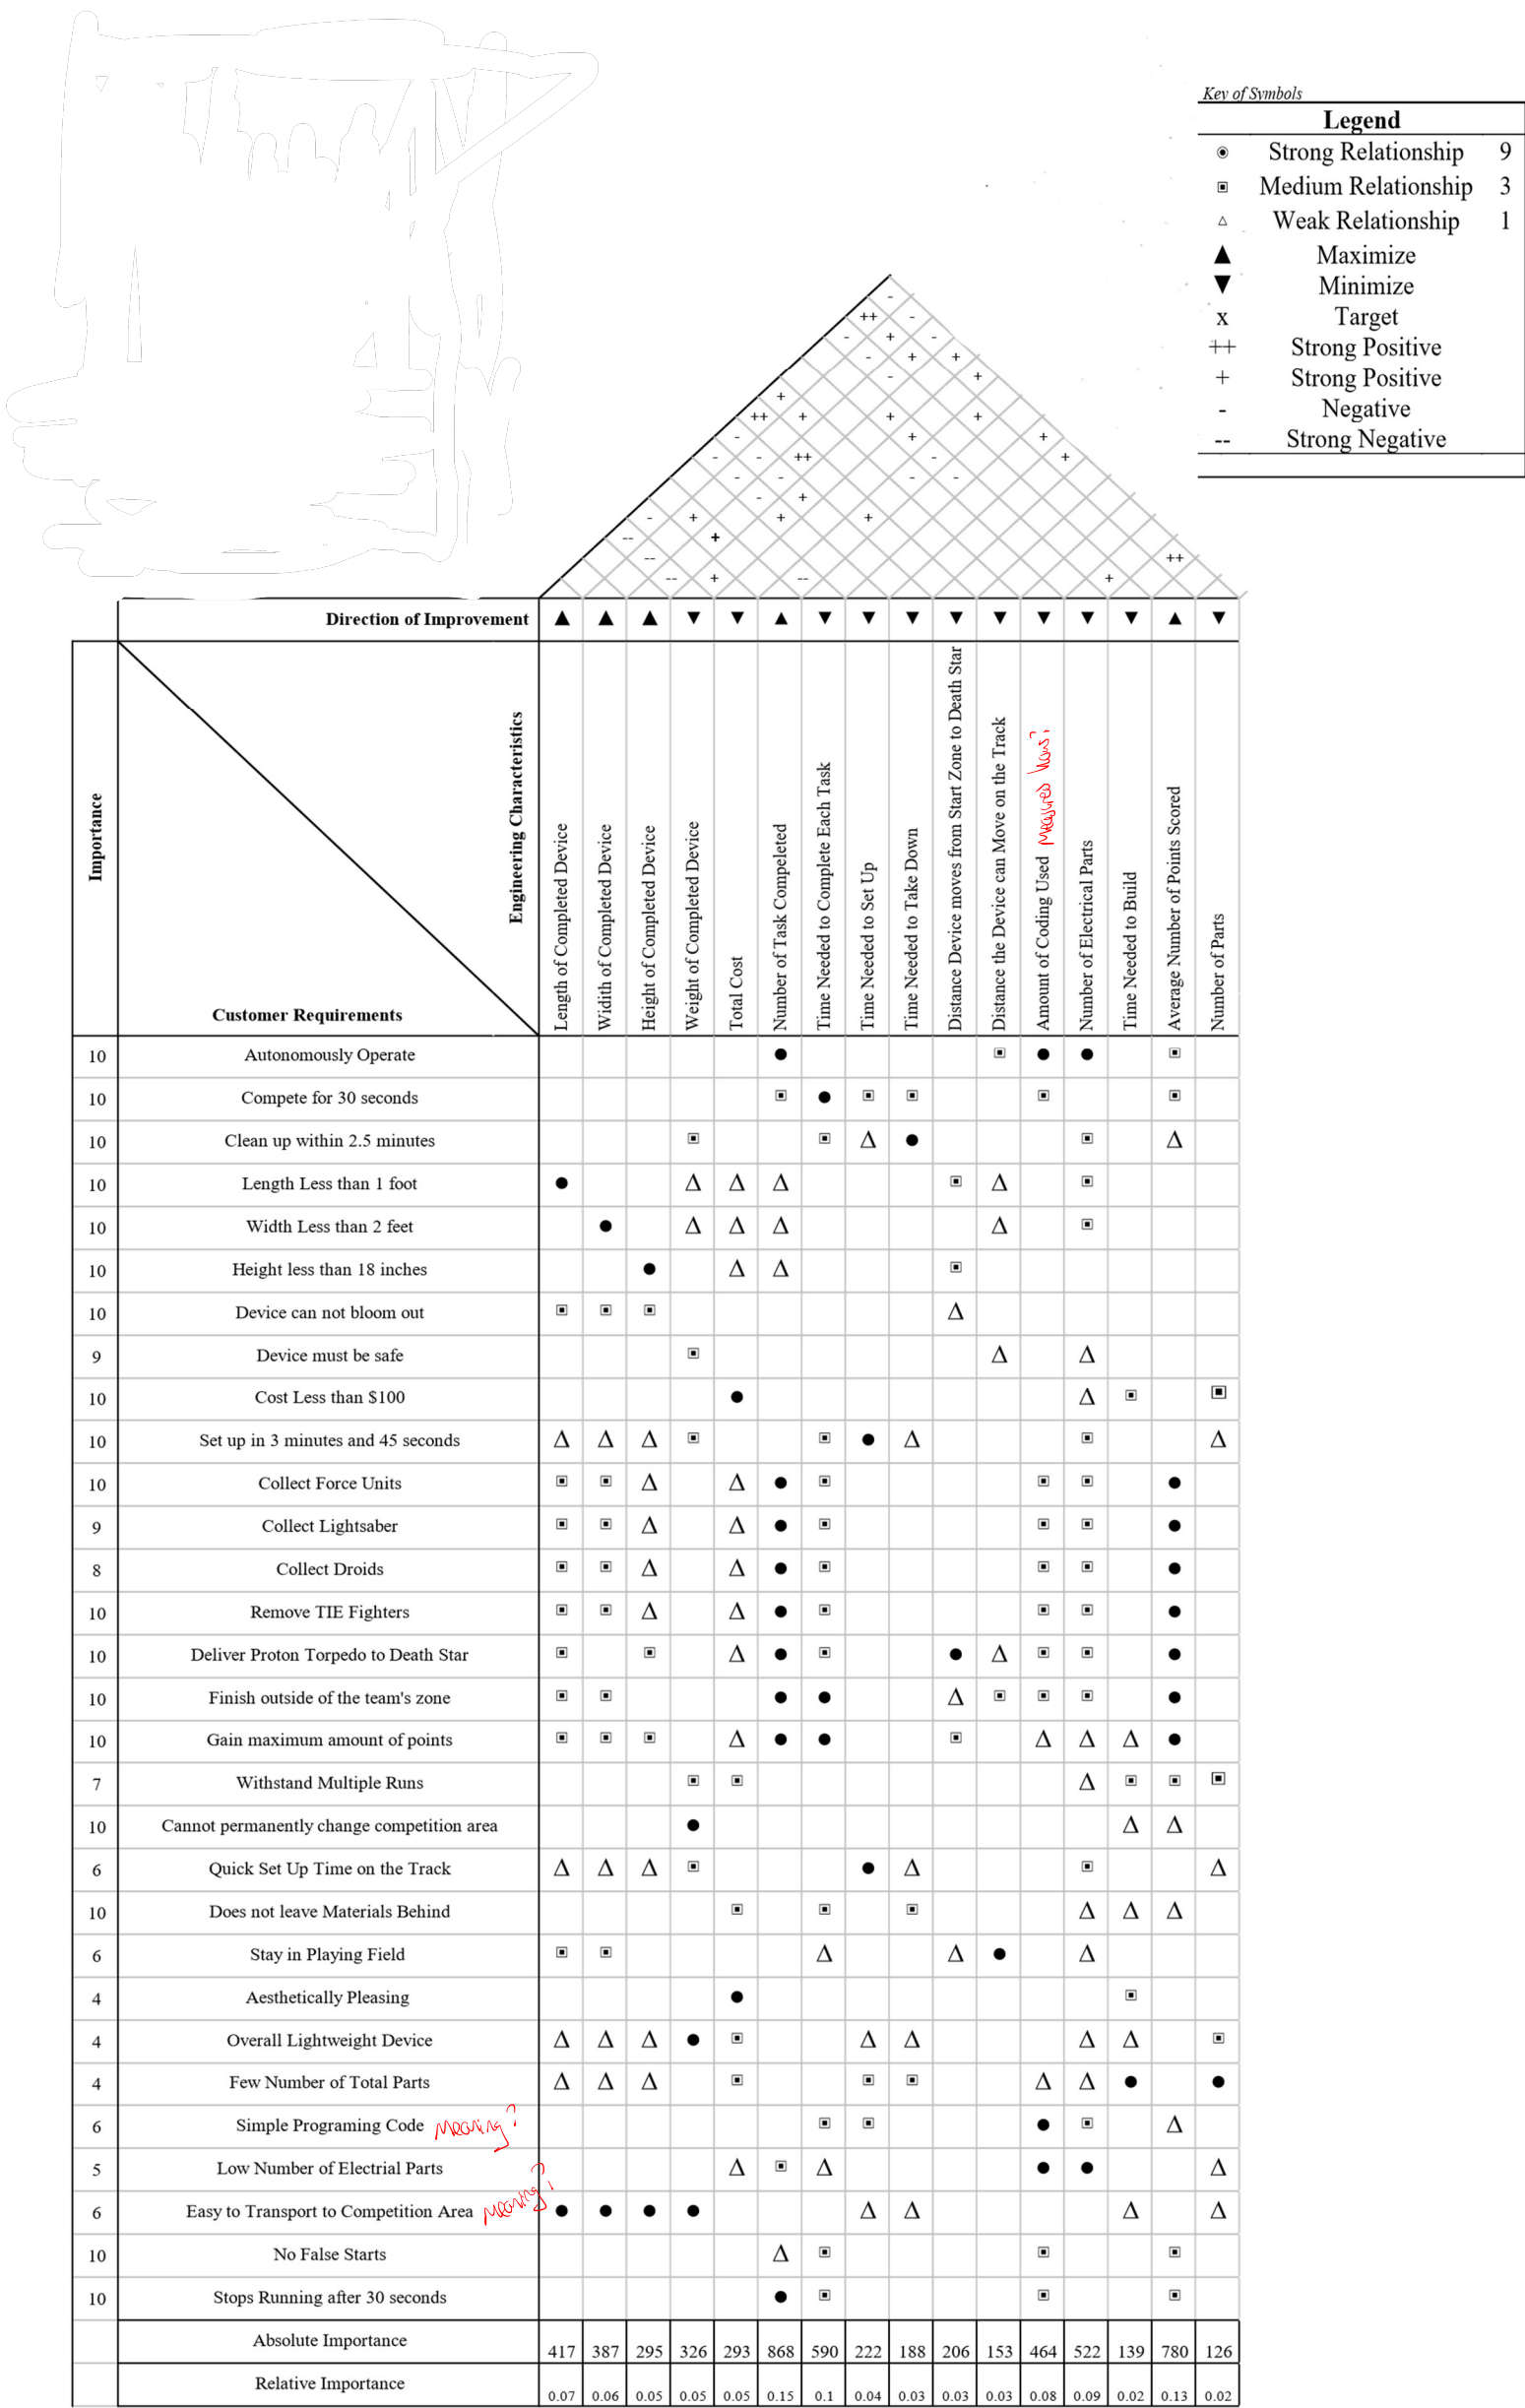 Key of Symbols
Legend
Strong Relationship 9
Medium Relationship 3
Weak Relationship 1
▲ Maximize
▼ Minimize
x Target
++ Strong Positive
+ Strong Positive
- Negative
-- Strong Negative
Direction of Improvement ▲ ▲ ▲ ▼ ▼ ▲ ▼ ▼ ▼ ▼ ▼ ▼ ▼ ▼ ▲ ▼
Importance
Engineering Characteristics
Customer Requirements
Length of Completed Device
Widith of Completed Device
Height of Completed Device
Weight of Completed Device
Total Cost
Number of Task Compeleted
Time Needed to Complete Each Task
Time Needed to Set Up
Time Needed to Take Down
Distance Device moves from Start Zone to Death Star
Distance the Device can Move on the Track
Amount of Coding Used Measured how?
Number of Electrical Parts
Time Needed to Build
Average Number of Points Scored
Number of Parts
10 Autonomously Operate
10 Compete for 30 seconds
10 Clean up within 2.5 minutes
10 Length Less than 1 foot
10 Width Less than 2 feet
10 Height less than 18 inches
10 Device can not bloom out
9 Device must be safe
10 Cost Less than $100
10 Set up in 3 minutes and 45 seconds
10 Collect Force Units
9 Collect Lightsaber
8 Collect Droids
10 Remove TIE Fighters
10 Deliver Proton Torpedo to Death Star
10 Finish outside of the team's zone
10 Gain maximum amount of points
7 Withstand Multiple Runs
10 Cannot permanently change competition area
6 Quick Set Up Time on the Track
10 Does not leave Materials Behind
6 Stay in Playing Field
4 Aesthetically Pleasing
4 Overall Lightweight Device
4 Few Number of Total Parts
6 Simple Programing Code Meaning?
5 Low Number of Electrial Parts
6 Easy to Transport to Competition Area Meaning?
10 No False Starts
10 Stops Running after 30 seconds
Absolute Importance 417 387 295 326 293 868 590 222 188 206 153 464 522 139 780 126
Relative Importance 0.07 0.06 0.05 0.05 0.05 0.15 0.1 0.04 0.03 0.03 0.03 0.08 0.09 0.02 0.13 0.02